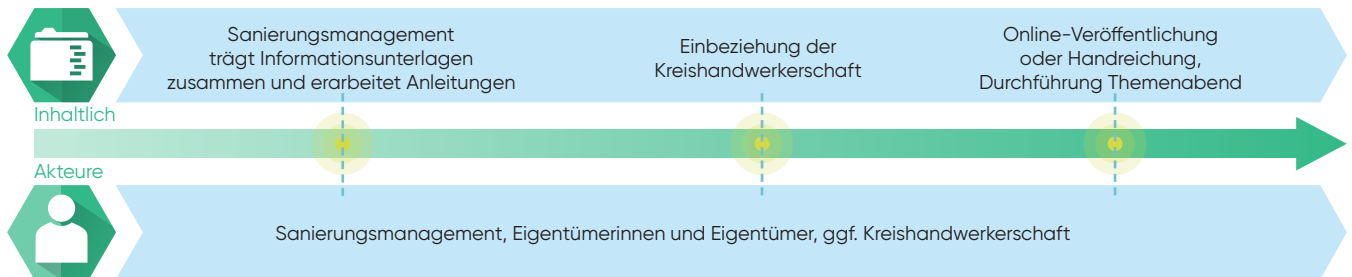 Sanierungsmanagement
trägt Informationsunterlagen
zusammen und erarbeitet Anleitungen
Einbeziehung der
Kreishandwerkerschaft
Online-Veröffentlichung
oder Handreichung,
Durchführung Themenabend
Inhaltlich
Akteure
Sanierungsmanagement, Eigentümerinnen und Eigentümer, ggf. Kreishandwerkerschaft